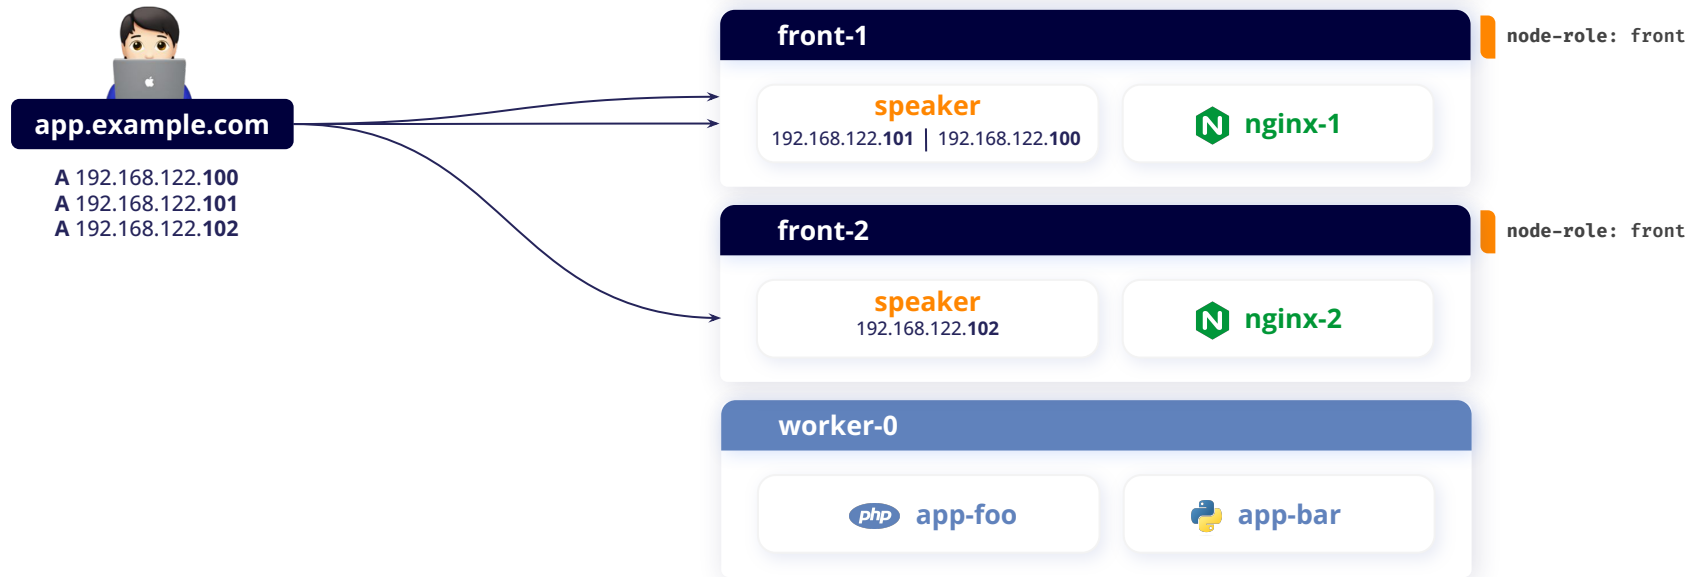 app.example.com
A 192.168.122.100
A 192.168.122.101
A 192.168.122.102
front-1
node-role: front
speaker
192.168.122.101 | 192.168.122.100
nginx-1
front-2
node-role: front
speaker
192.168.122.102
nginx-2
worker-0
php app-foo
app-bar